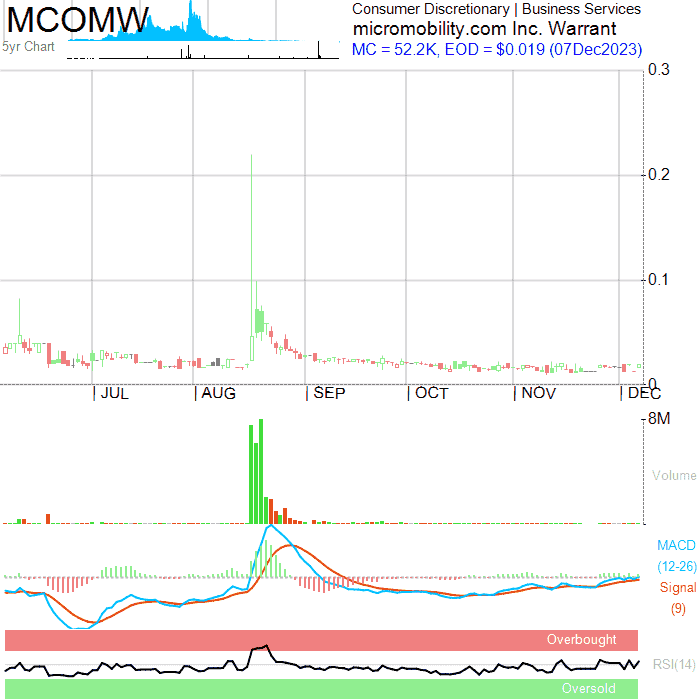 MCOMW
5yr Chart
Consumer Discretionary | Business Services
micromobility.com Inc. Warrant
MC = 52.2K, EOD = $0.019 (07Dec2023)
0.3
0.2
0.1
0
| JUL | AUG | SEP | OCT | NOV | DEC
8M
Volume
MACD
(12-26)
Signal
(9)
Overbought
RSI(14)
Oversold